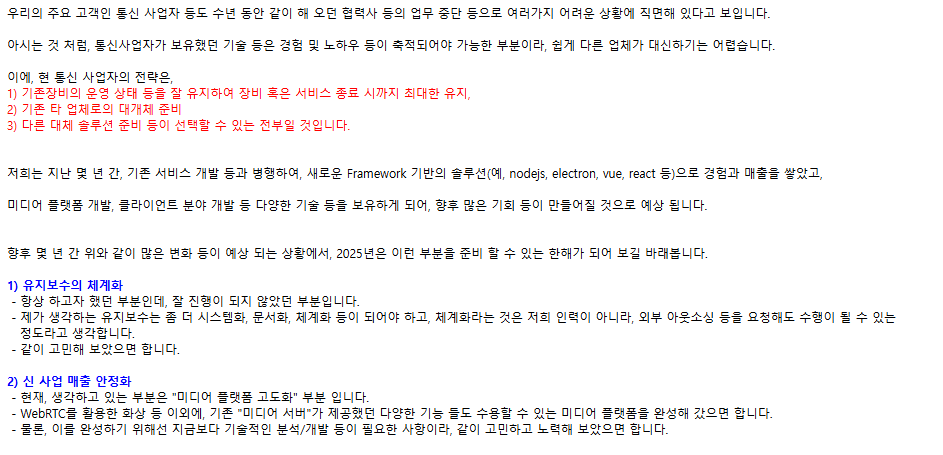 우리의 주요 고객인 통신 사업자 등도 수년 동안 같이 해 오던 협력사 등의 업무 중단 등으로 여러가지 어려운 상황에 직면해 있다고 보입니다.
아시는 것 처럼, 통신사업자가 보유했던 기술 등은 경험 및 노하우 등이 축적되어야 가능한 부분이라, 쉽게 다른 업체가 대신하기는 어렵습니다.
이에, 현 통신 사업자의 전략은,
1) 기존장비의 운영 상태 등을 잘 유지하여 장비 혹은 서비스 종료 시까지 최대한 유지,
2) 기존 타 업체로의 대개체 준비
3) 다른 대체 솔루션 준비 등이 선택할 수 있는 전부일 것입니다.
저희는 지난 몇 년 간, 기존 서비스 개발 등과 병행하여, 새로운 Framework 기반의 솔루션(예, nodejs, electron, vue, react 등)으로 경험과 매출을 쌓았고,
미디어 플랫폼 개발, 클라이언트 분야 개발 등 다양한 기술 등을 보유하게 되어, 향후 많은 기회 등이 만들어질 것으로 예상 됩니다.
향후 몇 년 간 위와 같이 많은 변화 등이 예상 되는 상황에서, 2025년은 이런 부분을 준비 할 수 있는 한해가 되어 보길 바래봅니다.
1) 유지보수의 체계화
- 항상 하고자 했던 부분인데, 잘 진행이 되지 않았던 부분입니다.
- 제가 생각하는 유지보수는 좀 더 시스템화, 문서화, 체계화 등이 되어야 하고, 체계화라는 것은 저희 인력이 아니라, 외부 아웃소싱 등을 요청해도 수행이 될 수 있는
정도라고 생각합니다.
- 같이 고민해 보았으면 합니다.
2) 신 사업 매출 안정화
- 현재, 생각하고 있는 부분은 "미디어 플랫폼 고도화" 부분 입니다.
- WebRTC를 활용한 화상 등 이외에, 기존 "미디어 서버"가 제공했던 다양한 기능 들도 수용할 수 있는 미디어 플랫폼을 완성해 갔으면 합니다.
- 물론, 이를 완성하기 위해선 지금보다 기술적인 분석/개발 등이 필요한 사항이라, 같이 고민하고 노력해 보았으면 합니다.